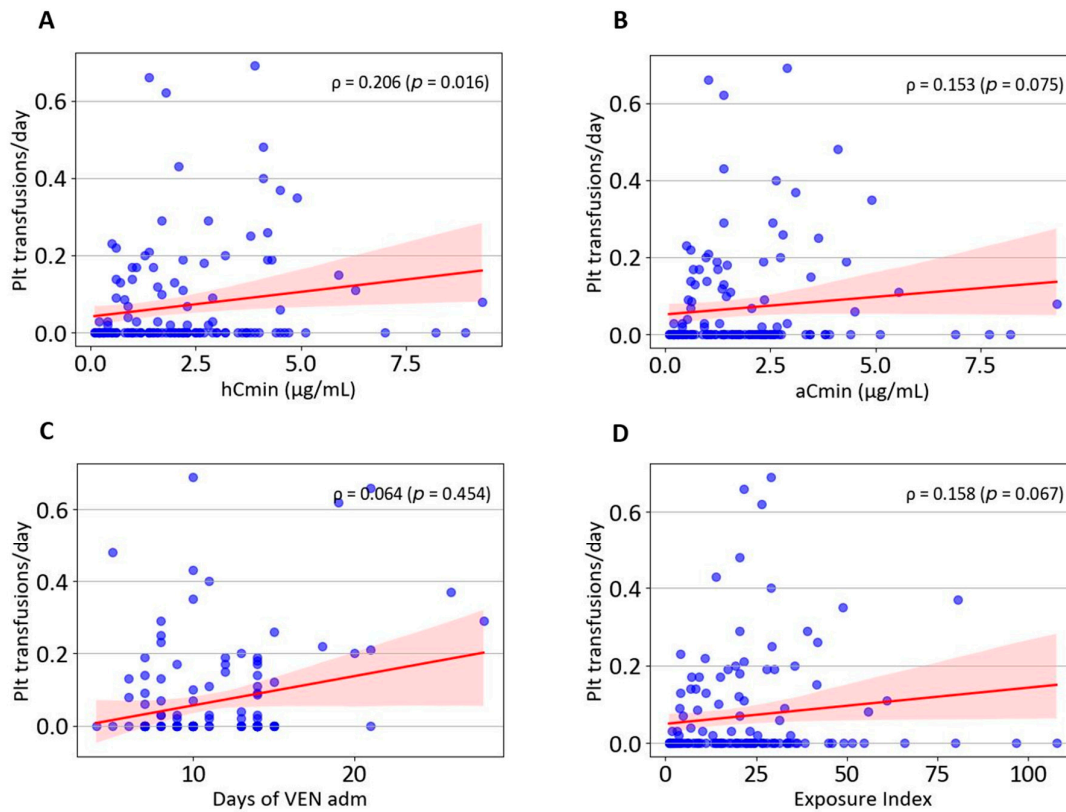 A
ρ = 0.206 (p = 0.016)
Plt transfusions/day
0.6
0.4
0.2
0.0
0.0 2.5 5.0 7.5
hCmin (µg/mL)
B
ρ = 0.153 (p = 0.075)
Plt transfusions/day
0.6
0.4
0.2
0.0
0.0 2.5 5.0 7.5
aCmin (µg/mL)
C
ρ = 0.064 (p = 0.454)
Plt transfusions/day
0.6
0.4
0.2
0.0
10 20
Days of VEN adm
D
ρ = 0.158 (p = 0.067)
Plt transfusions/day
0.6
0.4
0.2
0.0
0 25 50 75 100
Exposure Index